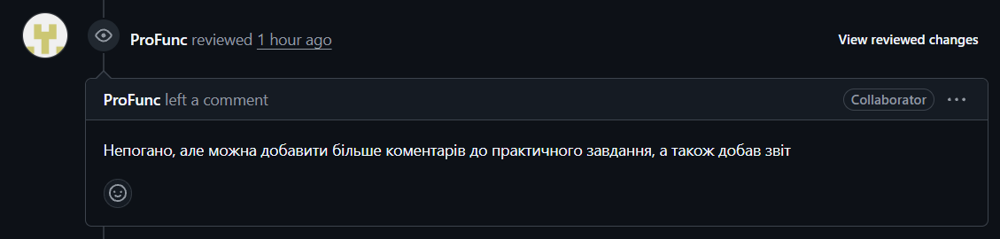 ProFunc reviewed 1 hour ago
View reviewed changes
ProFunc left a comment
Collaborator
Непогано, але можна добавити більше коментарів до практичного завдання, а також добав звіт